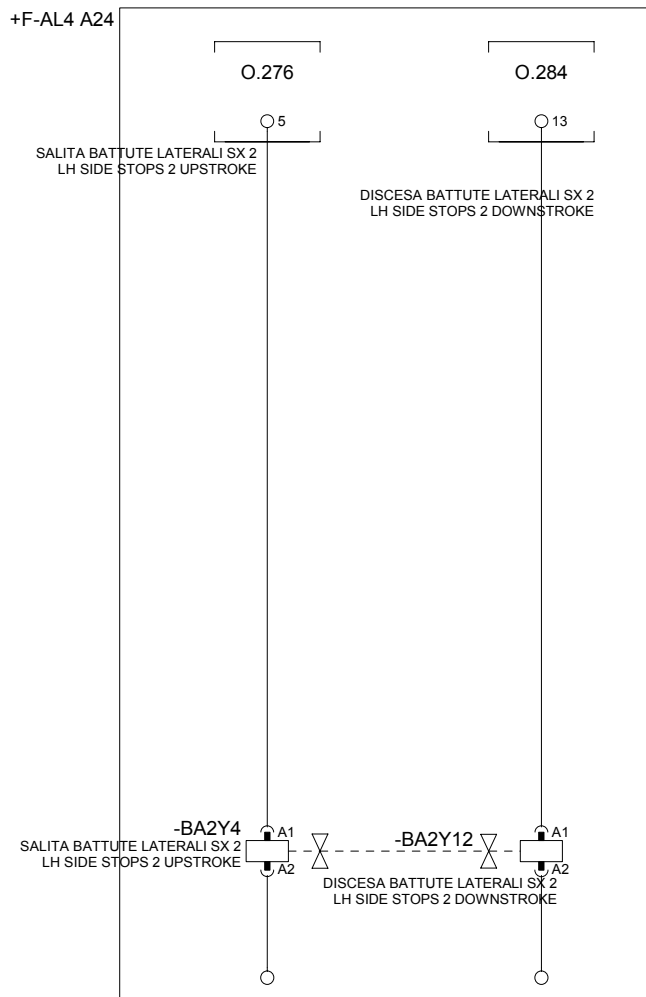 +F-AL4 A24
O.276
O.284
5
13
SALITA BATTUTE LATERALI SX 2
LH SIDE STOPS 2 UPSTROKE
DISCESA BATTUTE LATERALI SX 2
LH SIDE STOPS 2 DOWNSTROKE
-BA2Y4
A1
SALITA BATTUTE LATERALI SX 2
LH SIDE STOPS 2 UPSTROKE
A2
-BA2Y12
A1
A2
DISCESA BATTUTE LATERALI SX 2
LH SIDE STOPS 2 DOWNSTROKE